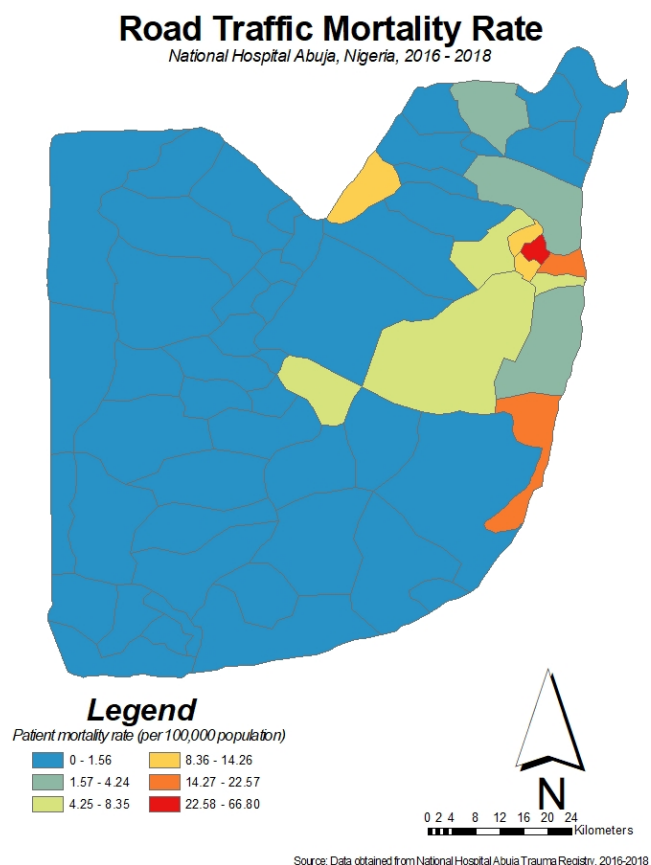 Road Traffic Mortality Rate
National Hospital Abuja, Nigeria, 2016 - 2018
Legend
Patient mortality rate (per 100,000 population)
0 - 1.56
1.57 - 4.24
4.25 - 8.35
8.36 - 14.26
14.27 - 22.57
22.58 - 66.80
N
0 2 4 8 12 16 20 24
Kilometers
Source: Data obtained from National Hospital Abuja Trauma Registry, 2016-2018